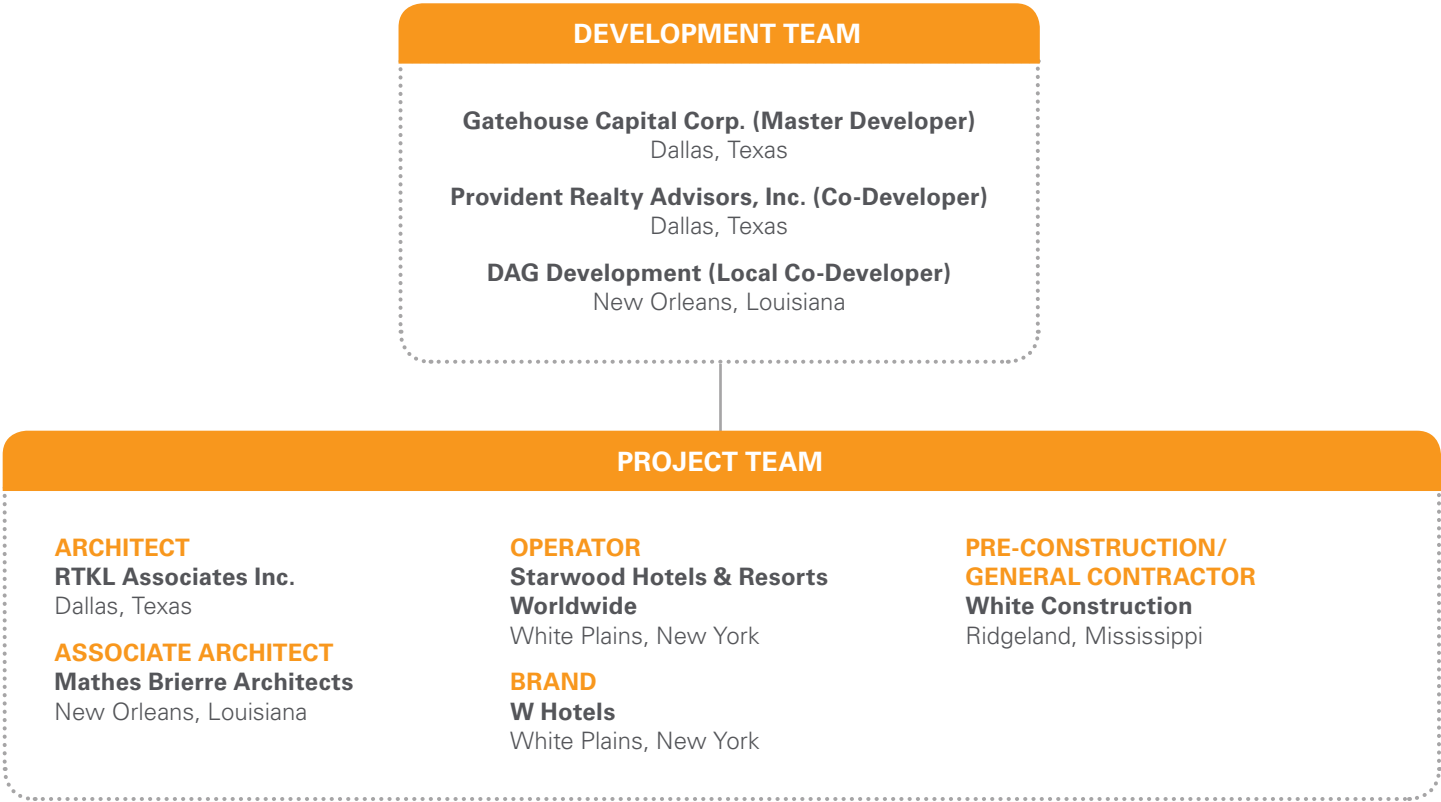 DEVELOPMENT TEAM
Gatehouse Capital Corp. (Master Developer)
Dallas, Texas
Provident Realty Advisors, Inc. (Co-Developer)
Dallas, Texas
DAG Development (Local Co-Developer)
New Orleans, Louisiana
PROJECT TEAM
ARCHITECT
RTKL Associates Inc.
Dallas, Texas
ASSOCIATE ARCHITECT
Mathes Brierre Architects
New Orleans, Louisiana
OPERATOR
Starwood Hotels & Resorts
Worldwide
White Plains, New York
BRAND
W Hotels
White Plains, New York
PRE-CONSTRUCTION/
GENERAL CONTRACTOR
White Construction
Ridgeland, Mississippi